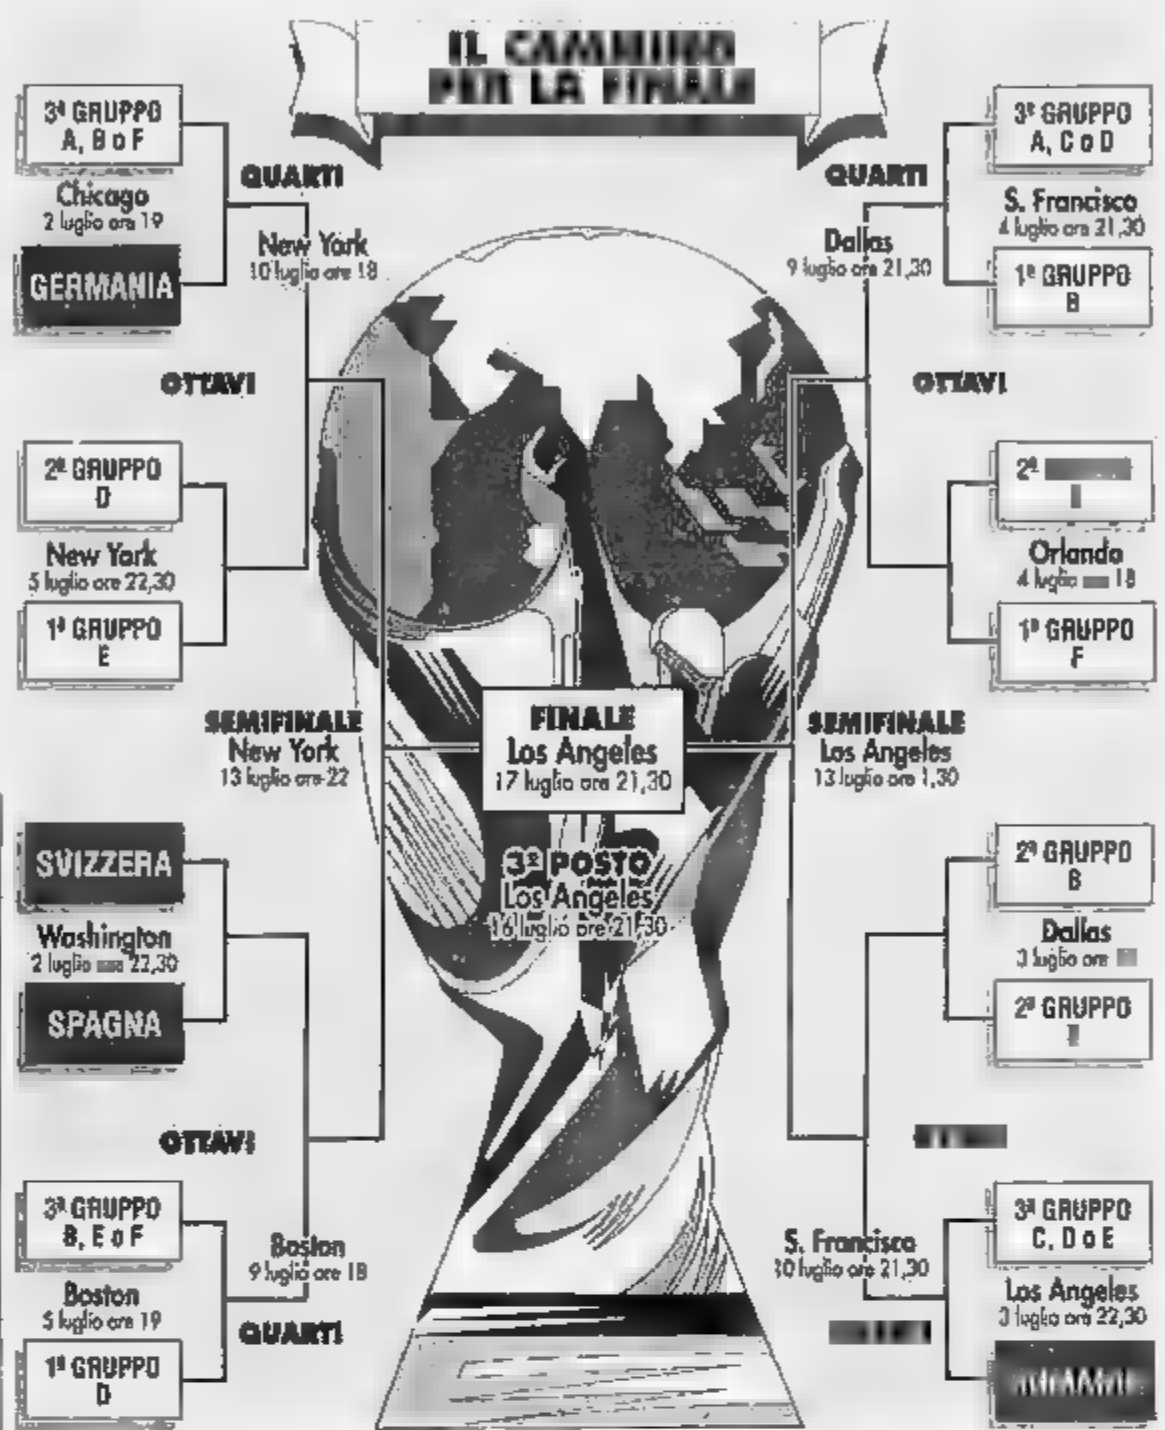 IL CAMMINO
PER LA FINALE
3ª GRUPPO
A, B o F
Chicago
2 luglio ore 19
GERMANIA
QUARTI
New York
10 luglio ore 18
OTTAVI
2ª GRUPPO
D
New York
5 luglio ore 22,30
1ª GRUPPO
E
SEMIFINALE
New York
13 luglio ore 22
SVIZZERA
Washington
2 luglio 22,30
SPAGNA
OTTAVI
3ª GRUPPO
B, E o F
Boston
5 luglio ore 19
1ª GRUPPO
D
Boston
9 luglio ore 18
QUARTI
FINALE
Los Angeles
17 luglio ore 21,30
3º POSTO
Los Angeles
16 luglio ore 21,30
QUARTI
Dallas
9 luglio ore 21,30
3ª GRUPPO
A, C o D
S. Francisco
4 luglio ore 21,30
1ª GRUPPO
B
OTTAVI
2ª
Orlando
4 luglio 18
1ª GRUPPO
F
SEMIFINALE
Los Angeles
13 luglio ore 1,30
2ª GRUPPO
B
Dallas
3 luglio ore
2ª GRUPPO
S. Francisco
10 luglio ore 21,30
3ª GRUPPO
C, D o E
Los Angeles
3 luglio ore 22,30